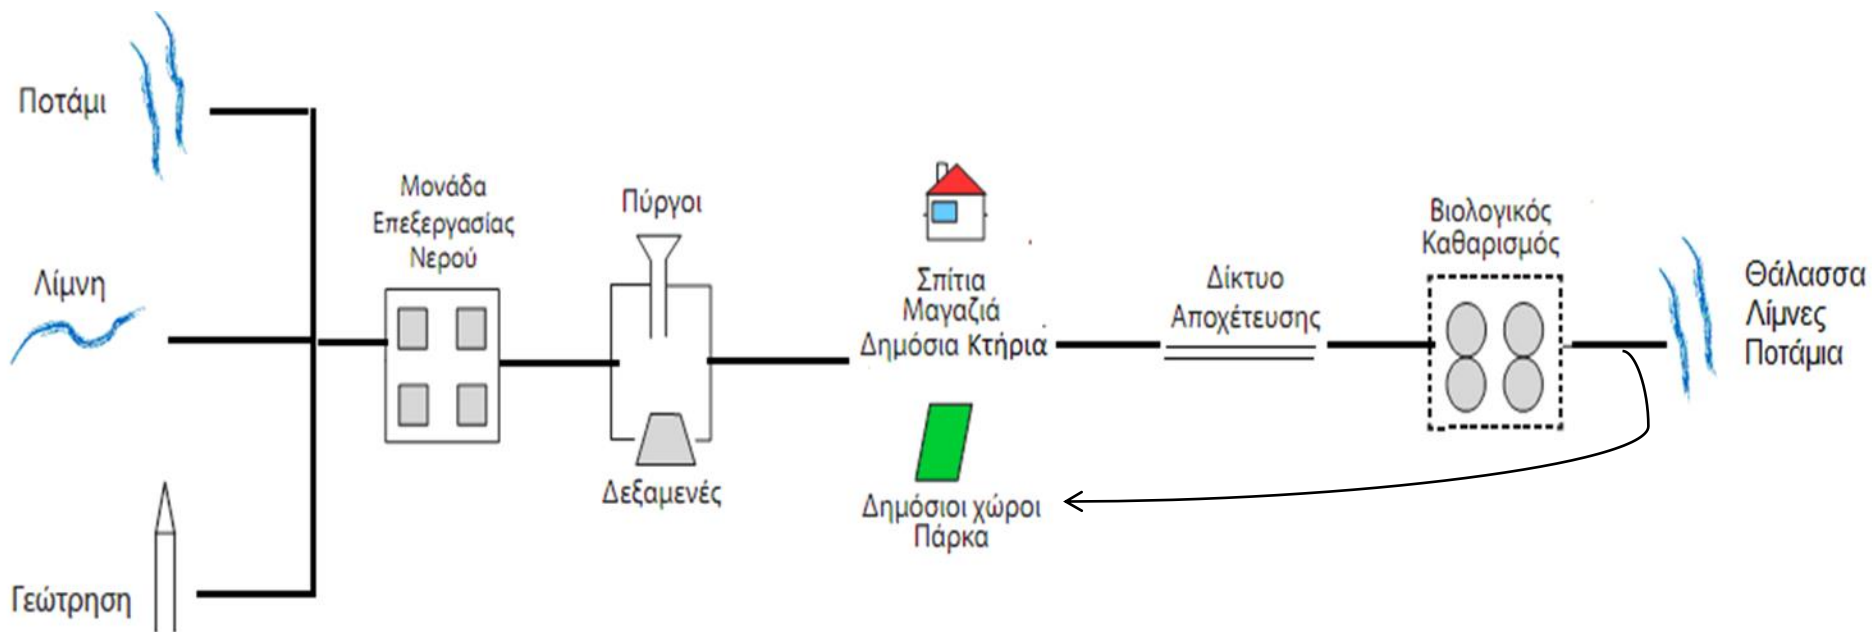 Ποτάμι
Λίμνη
Γεώτρηση
Μονάδα
Επεξεργασίας
Νερού
Πύργοι
Δεξαμενές
Σπίτια
Μαγαζιά
Δημόσια Κτήρια
Δημόσιοι χώροι
Πάρκα
Δίκτυο
Αποχέτευσης
Βιολογικός
Καθαρισμός
Θάλασσα
Λίμνες
Ποτάμια